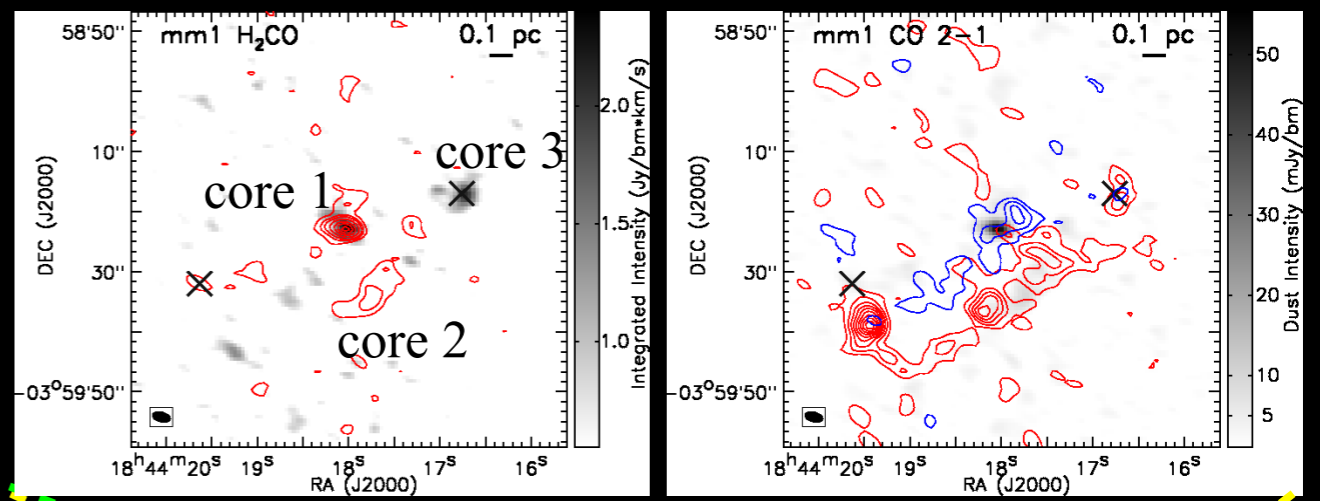 58'50"
mm1 H₂CO
0.1 pc
10"
30"
-03°59'50"
DEC (J2000)
core 1
core 2
core 3
18ʰ44ᵐ20ˢ
19ˢ
18ˢ
17ˢ
16ˢ
RA (J2000)
2.0
1.5
1.0
Integrated Intensity (Jy/bm*km/s)
58'50"
mm1 CO 2-1
0.1 pc
10"
30"
-03°59'50"
DEC (J2000)
18ʰ44ᵐ20ˢ
19ˢ
18ˢ
17ˢ
16ˢ
RA (J2000)
50
40
30
20
10
5
Dust Intensity (mJy/bm)